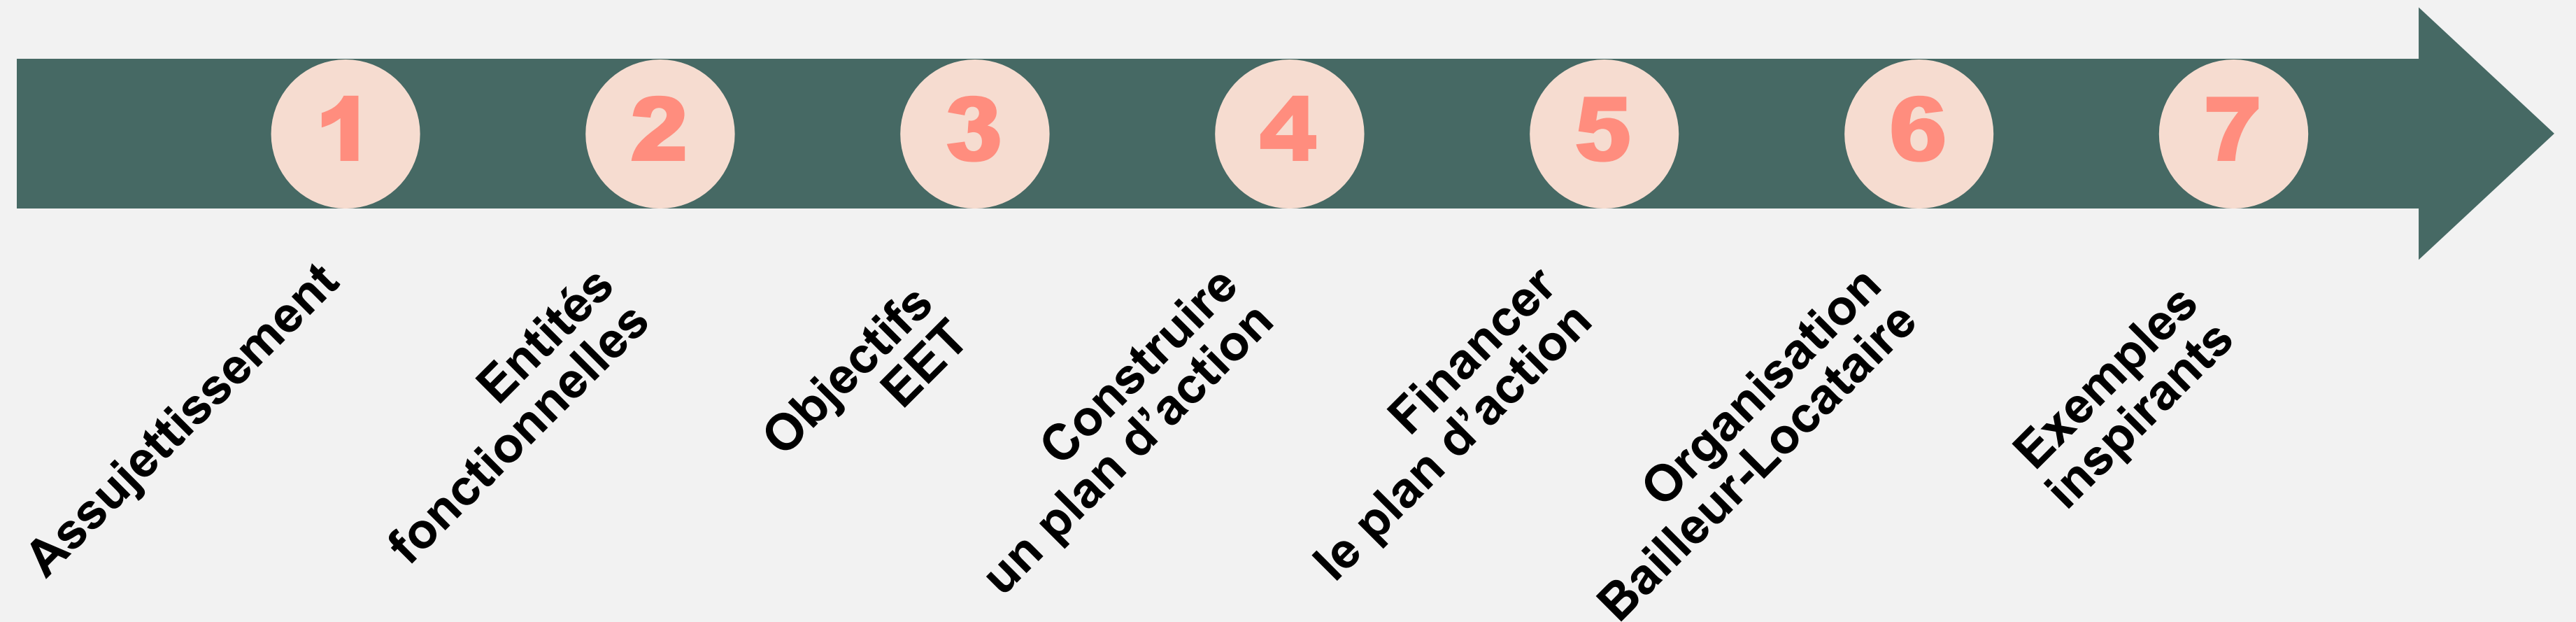 1
2
3
4
5
6
7
Assujettissement
Entités
fonctionnelles
Objectifs
EET
Construire
un plan d’action
Financer
le plan d’action
Organisation
Bailleur-Locataire
Exemples
inspirants